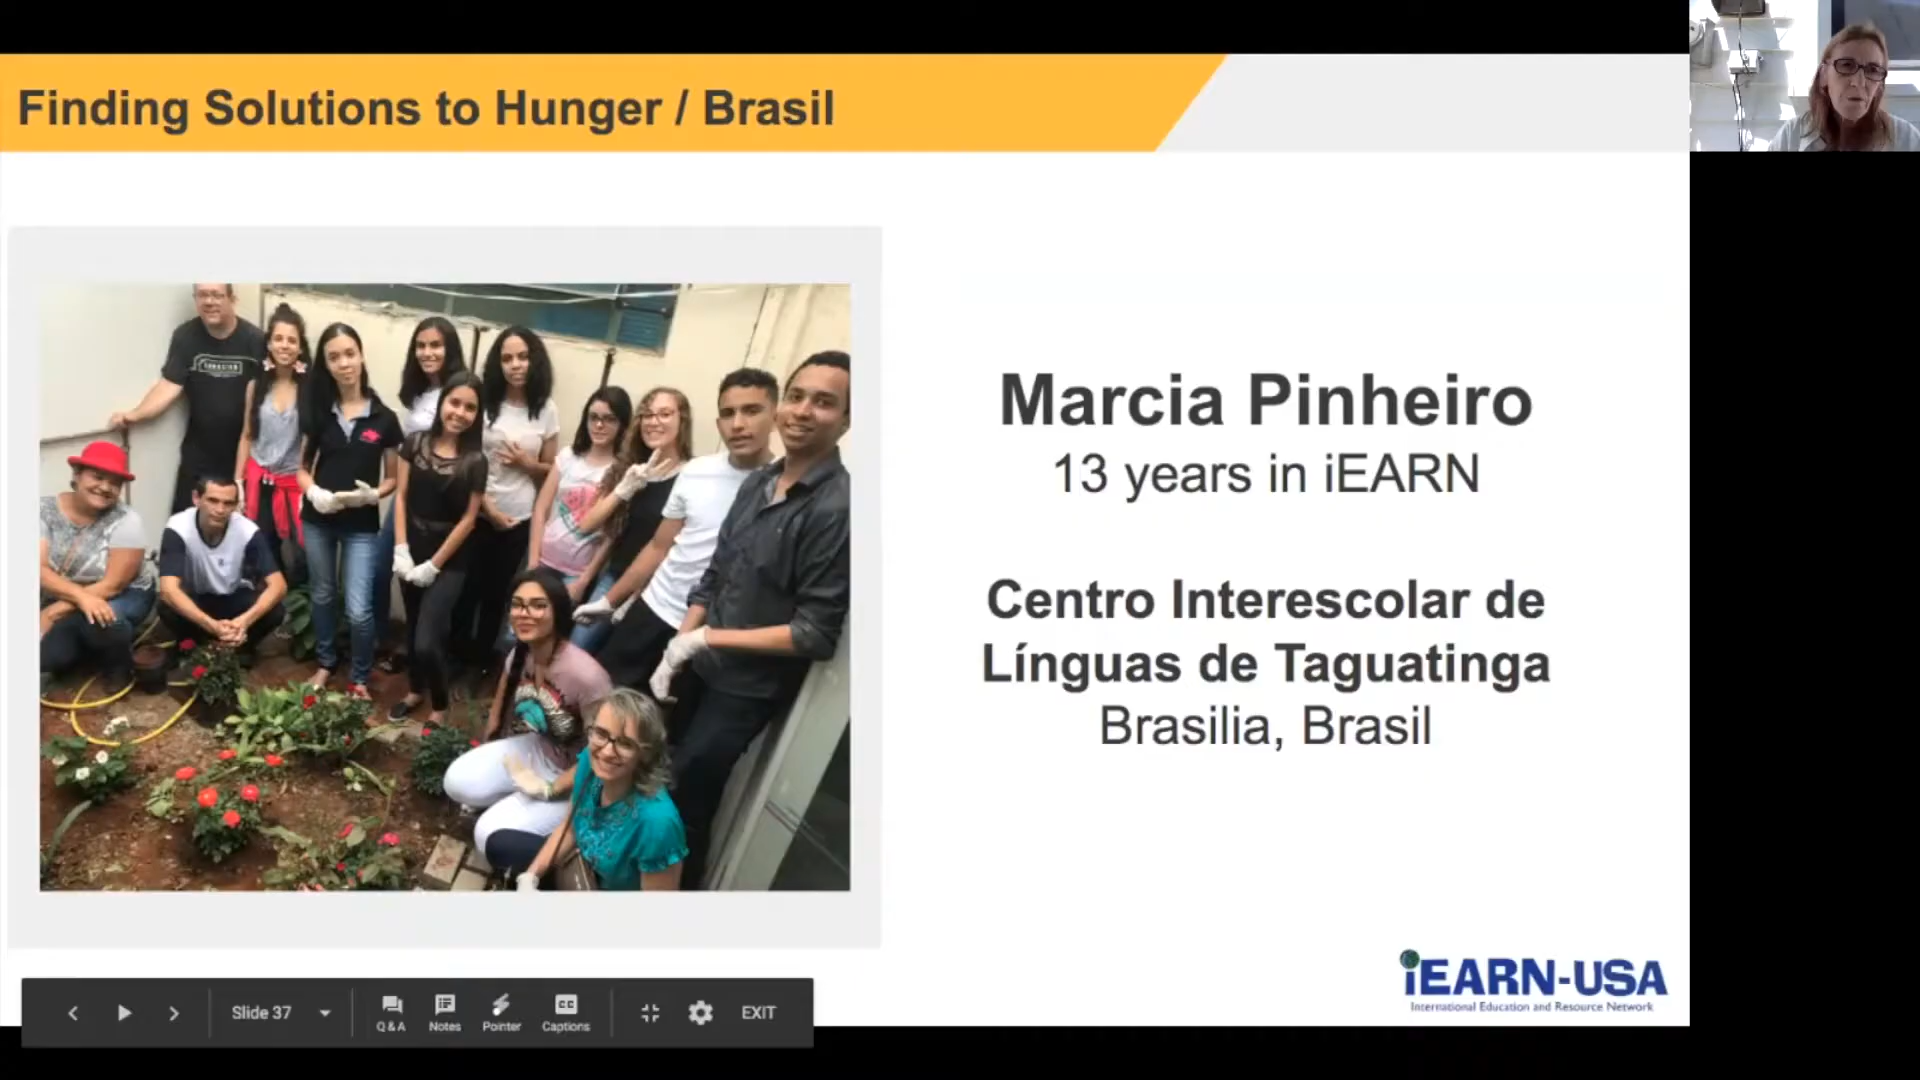 Finding Solutions to Hunger / Brasil
Marcia Pinheiro
13 years in iEARN
Centro Interescolar de
Línguas de Taguatinga
Brasilia, Brasil
iEARN-USA
International Education and Resource Network
Slide 37
Q & A
Notes
Pointer
Captions
EXIT